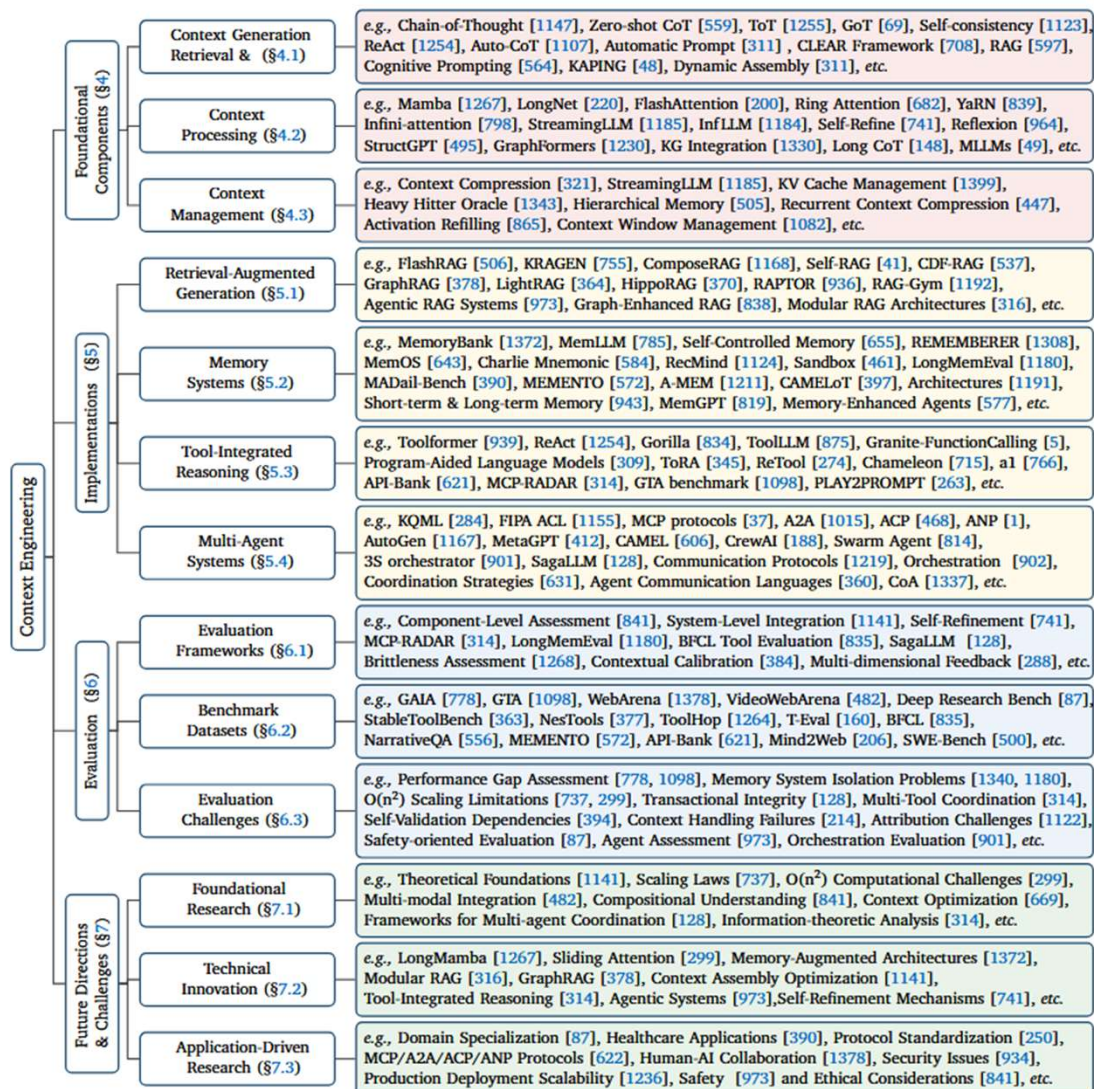 Context Engineering
Foundational
Components (§4)
Context Generation
Retrieval & (§4.1)
e.g., Chain-of-Thought [1147], Zero-shot CoT [559], ToT [1255], GoT [69], Self-consistency [1123],
ReAct [1254], Auto-CoT [1107], Automatic Prompt [311] , CLEAR Framework [708], RAG [597],
Cognitive Prompting [564], KAPING [48], Dynamic Assembly [311], etc.
Context
Processing (§4.2)
e.g., Mamba [1267], LongNet [220], FlashAttention [200], Ring Attention [682], YaRN [839],
Infini-attention [798], StreamingLLM [1185], InfLLM [1184], Self-Refine [741], Reflexion [964],
StructGPT [495], GraphFormers [1230], KG Integration [1330], Long CoT [148], MLLMs [49], etc.
Context
Management (§4.3)
e.g., Context Compression [321], StreamingLLM [1185], KV Cache Management [1399],
Heavy Hitter Oracle [1343], Hierarchical Memory [505], Recurrent Context Compression [447],
Activation Refilling [865], Context Window Management [1082], etc.
Implementations (§5)
Retrieval-Augmented
Generation (§5.1)
e.g., FlashRAG [506], KRAGEN [755], ComposeRAG [1168], Self-RAG [41], CDF-RAG [537],
GraphRAG [378], LightRAG [364], HippoRAG [370], RAPTOR [936], RAG-Gym [1192],
Agentic RAG Systems [973], Graph-Enhanced RAG [838], Modular RAG Architectures [316], etc.
Memory
Systems (§5.2)
e.g., MemoryBank [1372], MemLLM [785], Self-Controlled Memory [655], REMEMBERER [1308],
MemOS [643], Charlie Mnemonic [584], RecMind [1124], Sandbox [461], LongMemEval [1180],
MADail-Bench [390], MEMENTO [572], A-MEM [1211], CAMELoT [397], Architectures [1191],
Short-term & Long-term Memory [943], MemGPT [819], Memory-Enhanced Agents [577], etc.
Tool-Integrated
Reasoning (§5.3)
e.g., Toolformer [939], ReAct [1254], Gorilla [834], ToolLLM [875], Granite-FunctionCalling [5],
Program-Aided Language Models [309], ToRA [345], ReTool [274], Chameleon [715], a1 [766],
API-Bank [621], MCP-RADAR [314], GTA benchmark [1098], PLAY2PROMPT [263], etc.
Multi-Agent
Systems (§5.4)
e.g., KQML [284], FIPA ACL [1155], MCP protocols [37], A2A [1015], ACP [468], ANP [1],
AutoGen [1167], MetaGPT [412], CAMEL [606], CrewAI [188], Swarm Agent [814],
3S orchestrator [901], SagaLLM [128], Communication Protocols [1219], Orchestration [902],
Coordination Strategies [631], Agent Communication Languages [360], CoA [1337], etc.
Evaluation (§6)
Evaluation
Frameworks (§6.1)
e.g., Component-Level Assessment [841], System-Level Integration [1141], Self-Refinement [741],
MCP-RADAR [314], LongMemEval [1180], BFCL Tool Evaluation [835], SagaLLM [128],
Brittleness Assessment [1268], Contextual Calibration [384], Multi-dimensional Feedback [288], etc.
Benchmark
Datasets (§6.2)
e.g., GAIA [778], GTA [1098], WebArena [1378], VideoWebArena [482], Deep Research Bench [87],
StableToolBench [363], NesTools [377], ToolHop [1264], T-Eval [160], BFCL [835],
NarrativeQA [556], MEMENTO [572], API-Bank [621], Mind2Web [206], SWE-Bench [500], etc.
Evaluation
Challenges (§6.3)
e.g., Performance Gap Assessment [778, 1098], Memory System Isolation Problems [1340, 1180],
O(n²) Scaling Limitations [737, 299], Transactional Integrity [128], Multi-Tool Coordination [314],
Self-Validation Dependencies [394], Context Handling Failures [214], Attribution Challenges [1122],
Safety-oriented Evaluation [87], Agent Assessment [973], Orchestration Evaluation [901], etc.
Future Directions
& Challenges (§7)
Foundational
Research (§7.1)
e.g., Theoretical Foundations [1141], Scaling Laws [737], O(n²) Computational Challenges [299],
Multi-modal Integration [482], Compositional Understanding [841], Context Optimization [669],
Frameworks for Multi-agent Coordination [128], Information-theoretic Analysis [314], etc.
Technical
Innovation (§7.2)
e.g., LongMamba [1267], Sliding Attention [299], Memory-Augmented Architectures [1372],
Modular RAG [316], GraphRAG [378], Context Assembly Optimization [1141],
Tool-Integrated Reasoning [314], Agentic Systems [973],Self-Refinement Mechanisms [741], etc.
Application-Driven
Research (§7.3)
e.g., Domain Specialization [87], Healthcare Applications [390], Protocol Standardization [250],
MCP/A2A/ACP/ANP Protocols [622], Human-AI Collaboration [1378], Security Issues [934],
Production Deployment Scalability [1236], Safety [973] and Ethical Considerations [841], etc.